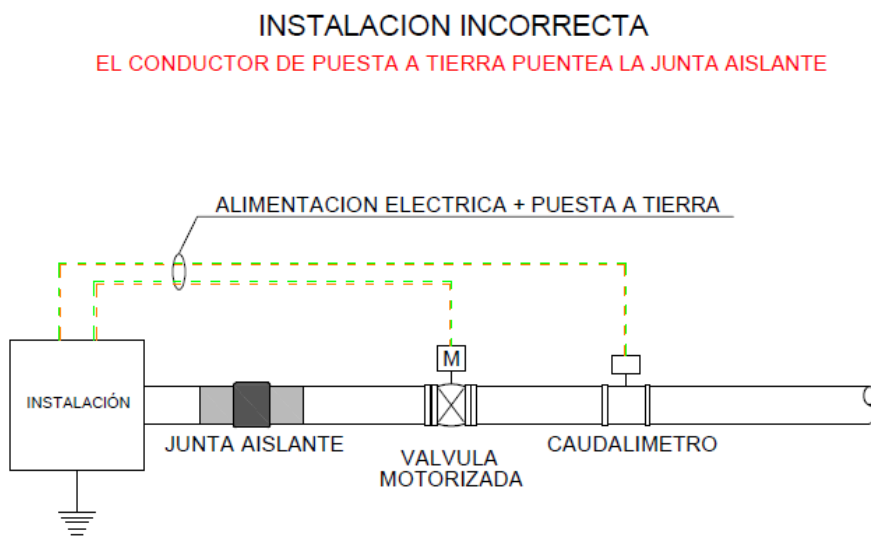 INSTALACION INCORRECTA
EL CONDUCTOR DE PUESTA A TIERRA PUENTEA LA JUNTA AISLANTE
ALIMENTACION ELECTRICA + PUESTA A TIERRA
M
INSTALACIÓN
JUNTA AISLANTE
VALVULA
MOTORIZADA
CAUDALIMETRO